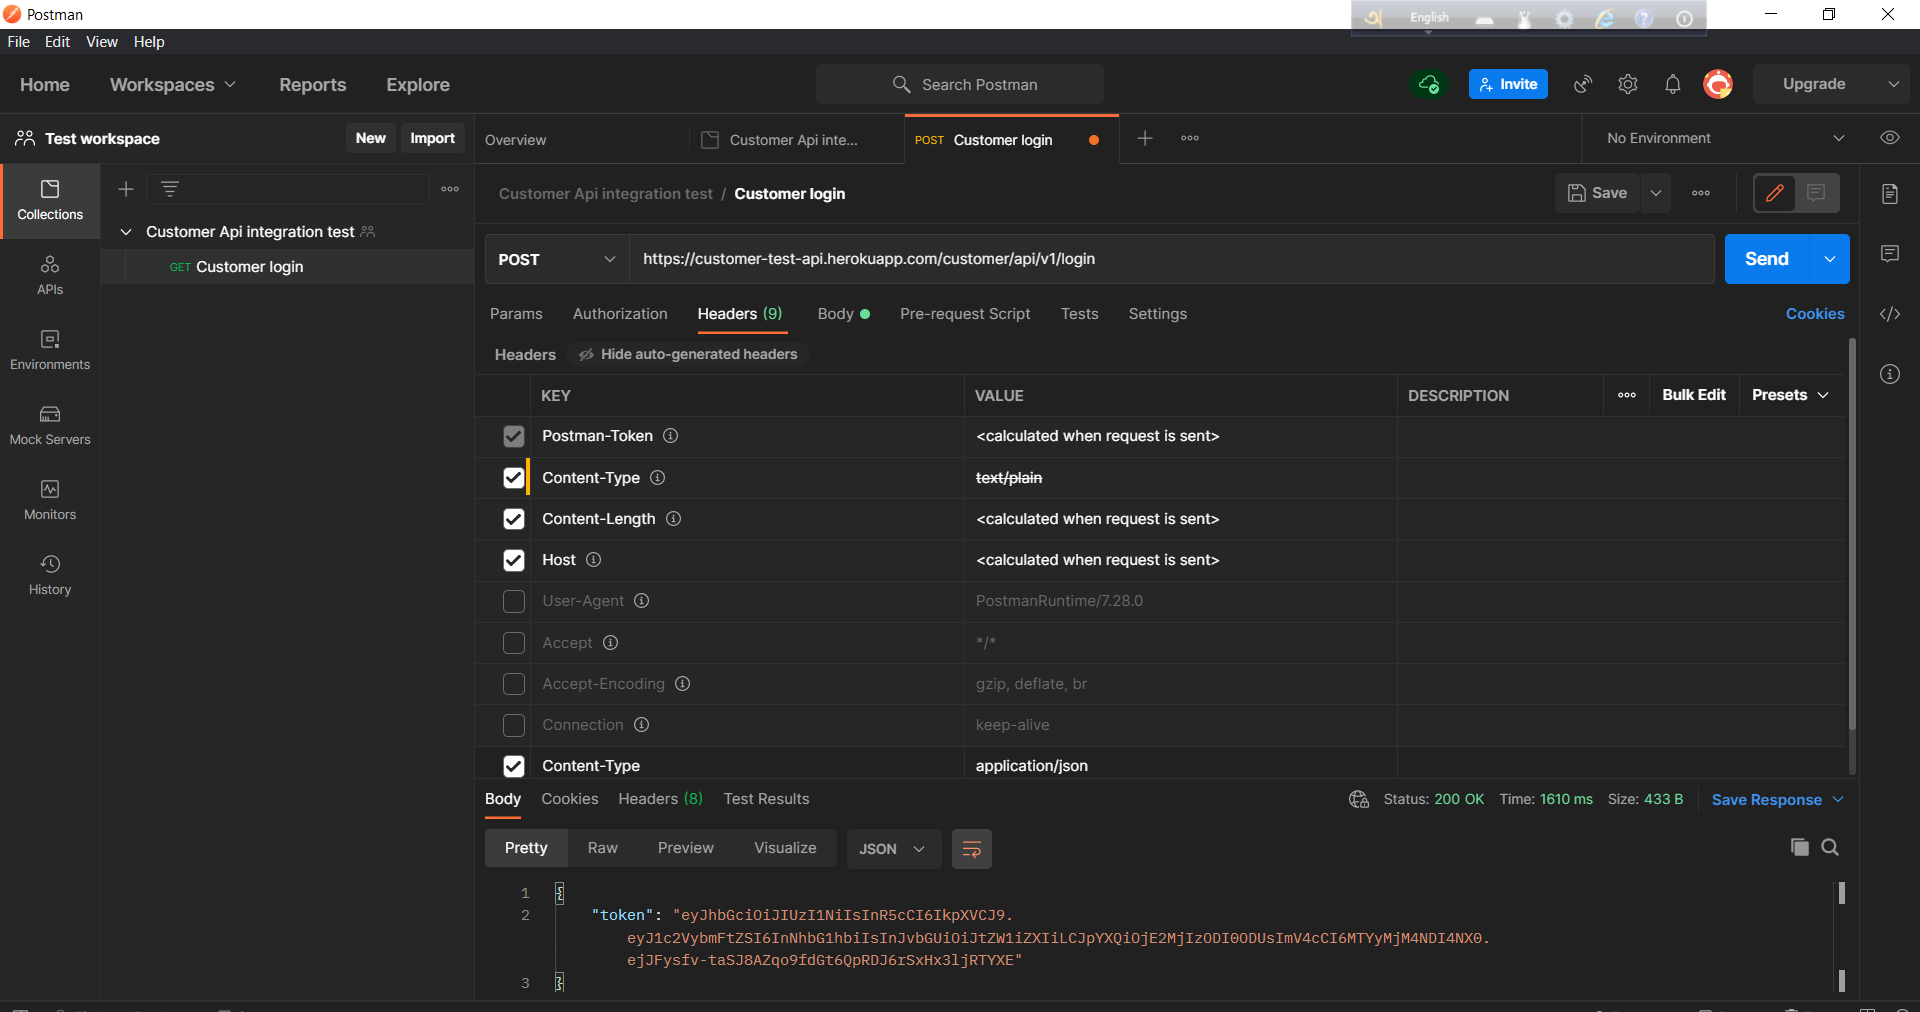 Postman
English
File Edit View Help
Home Workspaces Reports Explore Search Postman Invite Upgrade
Test workspace New Import Overview Customer Api inte... POST Customer login No Environment
Collections
APIs
Environments
Mock Servers
Monitors
History
Customer Api integration test
GET Customer login
Customer Api integration test / Customer login Save
POST https://customer-test-api.herokuapp.com/customer/api/v1/login Send
Params Authorization Headers (9) Body Pre-request Script Tests Settings Cookies
Headers Hide auto-generated headers
KEY VALUE DESCRIPTION Bulk Edit Presets
Postman-Token <calculated when request is sent>
Content-Type text/plain
Content-Length <calculated when request is sent>
Host <calculated when request is sent>
User-Agent PostmanRuntime/7.28.0
Accept */*
Accept-Encoding gzip, deflate, br
Connection keep-alive
Content-Type application/json
Body Cookies Headers (8) Test Results Status: 200 OK Time: 1610 ms Size: 433 B Save Response
Pretty Raw Preview Visualize JSON
1 {
2 "token": "eyJhbGciOiJIUzI1NiIsInR5cCI6IkpXVCJ9.
eyJ1c2VybmFtZSI6InNhbG1hbiIsInJvbGUiOiJtZW1iZXIiLCJpYXQiOjE2MjIzODI0ODUsImV4cCI6MTYyMjM4NDI4NX0.
ejJFysfv-taSJ8AZqo9fdGt6QpRDJ6rSxHx3ljRTYXE"
3 }